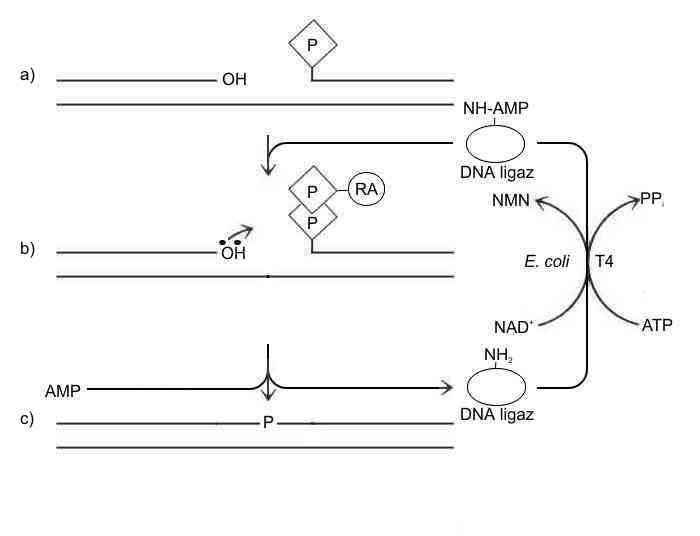 P
a)
OH
NH-AMP
DNA ligaz
P
RA
NMN
PPᵢ
P
b)
OH
E. coli
T4
NAD⁺
ATP
NH₂
AMP
DNA ligaz
c)
P